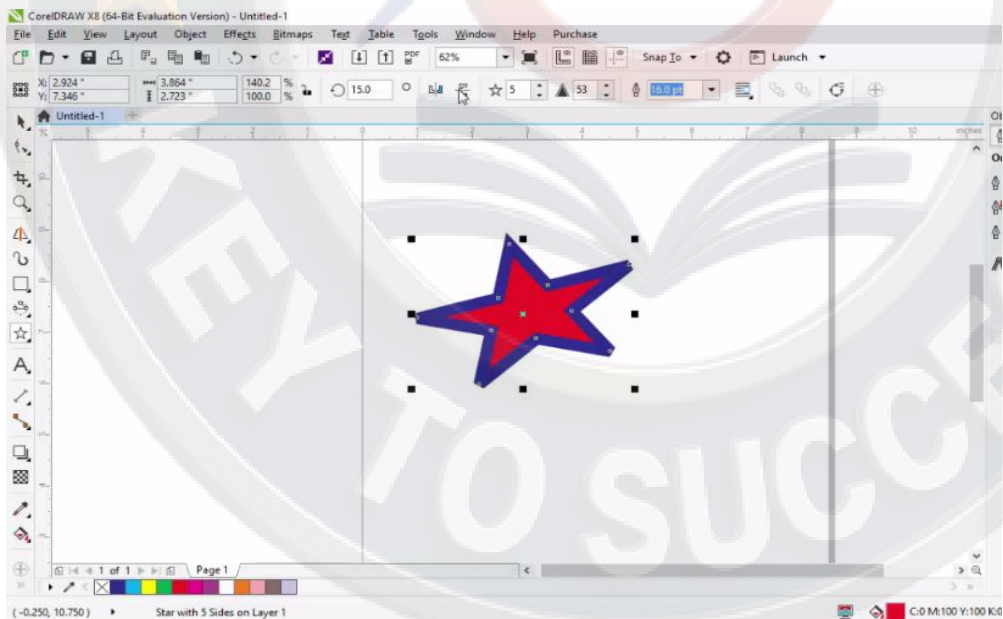 CorelDRAW X8 (64-Bit Evaluation Version) - Untitled-1
File Edit View Layout Object Effects Bitmaps Text Table Tools Window Help Purchase
PDF 62% Snap To Launch
X: 2.924 " 3.864 " 140.2 % 15.0 ° 5 53 16.0 pt
Y: 7.346 " 2.723 " 100.0 %
Untitled-1
inches
KEY TO SUCC
1 of 1 Page 1
(-0.250, 10.750) Star with 5 Sides on Layer 1 C:0 M:100 Y:100 K:0